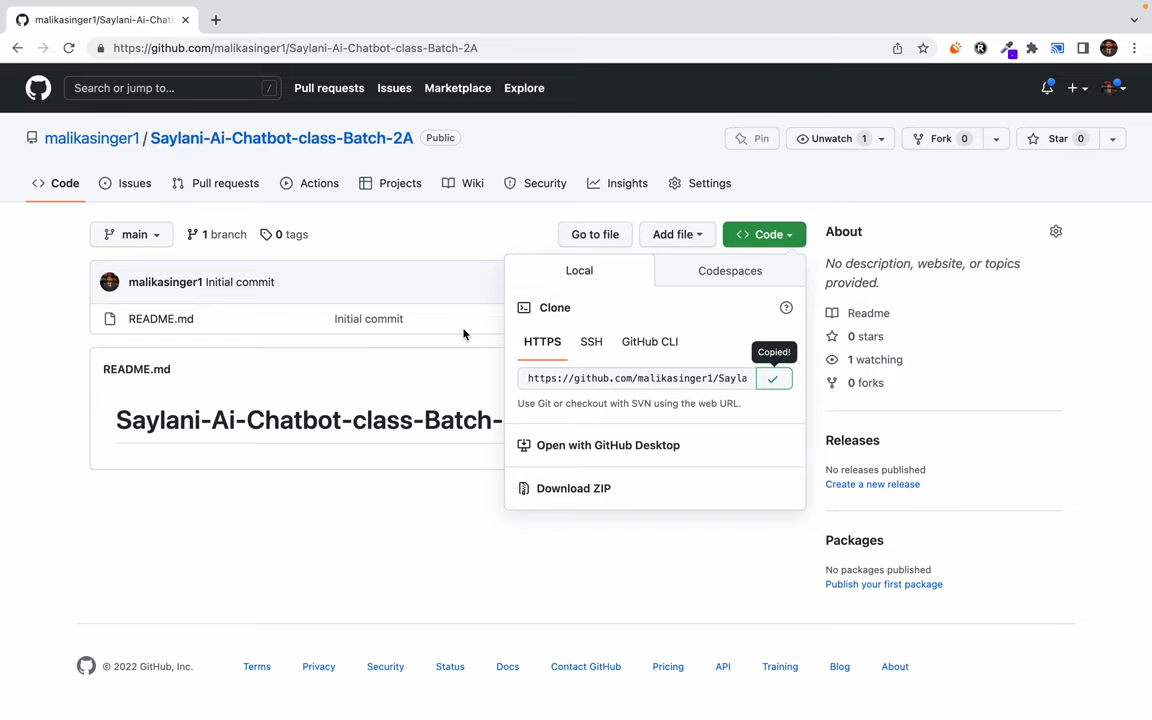 malikasinger1/Saylani-Ai-Chatb
https://github.com/malikasinger1/Saylani-Ai-Chatbot-class-Batch-2A
Search or jump to... /
Pull requests Issues Marketplace Explore
malikasinger1 / Saylani-Ai-Chatbot-class-Batch-2A Public
Pin Unwatch 1 Fork 0 Star 0
Code Issues Pull requests Actions Projects Wiki Security Insights Settings
main 1 branch 0 tags Go to file Add file Code
malikasinger1 Initial commit
README.md Initial commit
README.md
Saylani-Ai-Chatbot-class-Batch-
Local Codespaces
Clone
HTTPS SSH GitHub CLI
Copied!
https://github.com/malikasinger1/Sayla
Use Git or checkout with SVN using the web URL.
Open with GitHub Desktop
Download ZIP
About
No description, website, or topics
provided.
Readme
0 stars
1 watching
0 forks
Releases
No releases published
Create a new release
Packages
No packages published
Publish your first package
© 2022 GitHub, Inc. Terms Privacy Security Status Docs Contact GitHub Pricing API Training Blog About